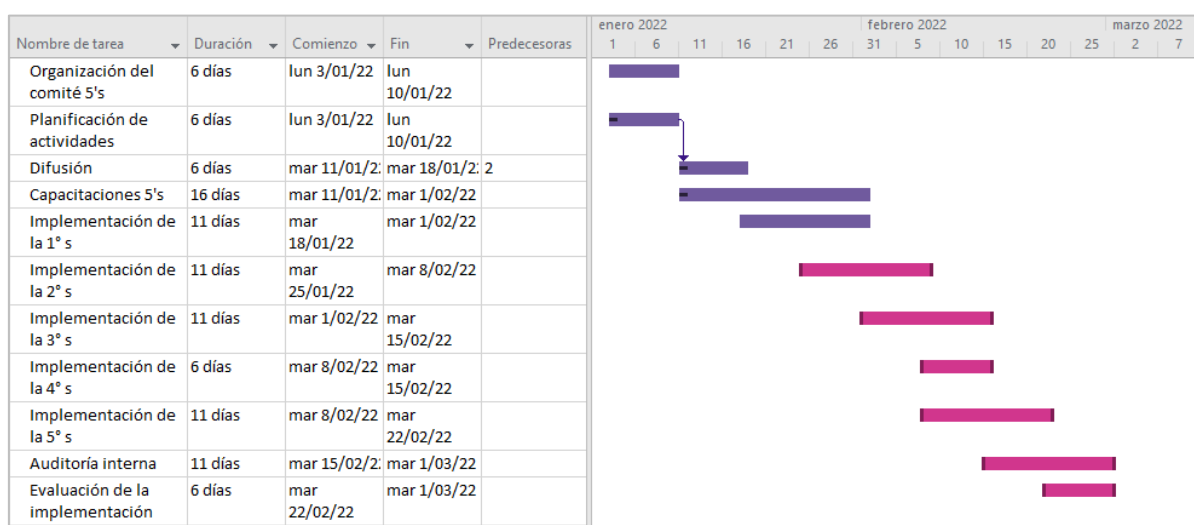 enero 2022 febrero 2022 marzo 2022
Nombre de tarea Duración Comienzo Fin Predecesoras 1 6 11 16 21 26 31 5 10 15 20 25 2 7
Organización del 6 días lun 3/01/22 lun
comité 5's 10/01/22
Planificación de 6 días lun 3/01/22 lun
actividades 10/01/22
Difusión 6 días mar 11/01/2 mar 18/01/2 2
Capacitaciones 5's 16 días mar 11/01/2 mar 1/02/22
Implementación de 11 días mar mar 1/02/22
la 1° s 18/01/22
Implementación de 11 días mar mar 8/02/22
la 2° s 25/01/22
Implementación de 11 días mar 1/02/22 mar
la 3° s 15/02/22
Implementación de 6 días mar 8/02/22 mar
la 4° s 15/02/22
Implementación de 11 días mar 8/02/22 mar
la 5° s 22/02/22
Auditoría interna 11 días mar 15/02/2 mar 1/03/22
Evaluación de la 6 días mar mar 1/03/22
implementación 22/02/22